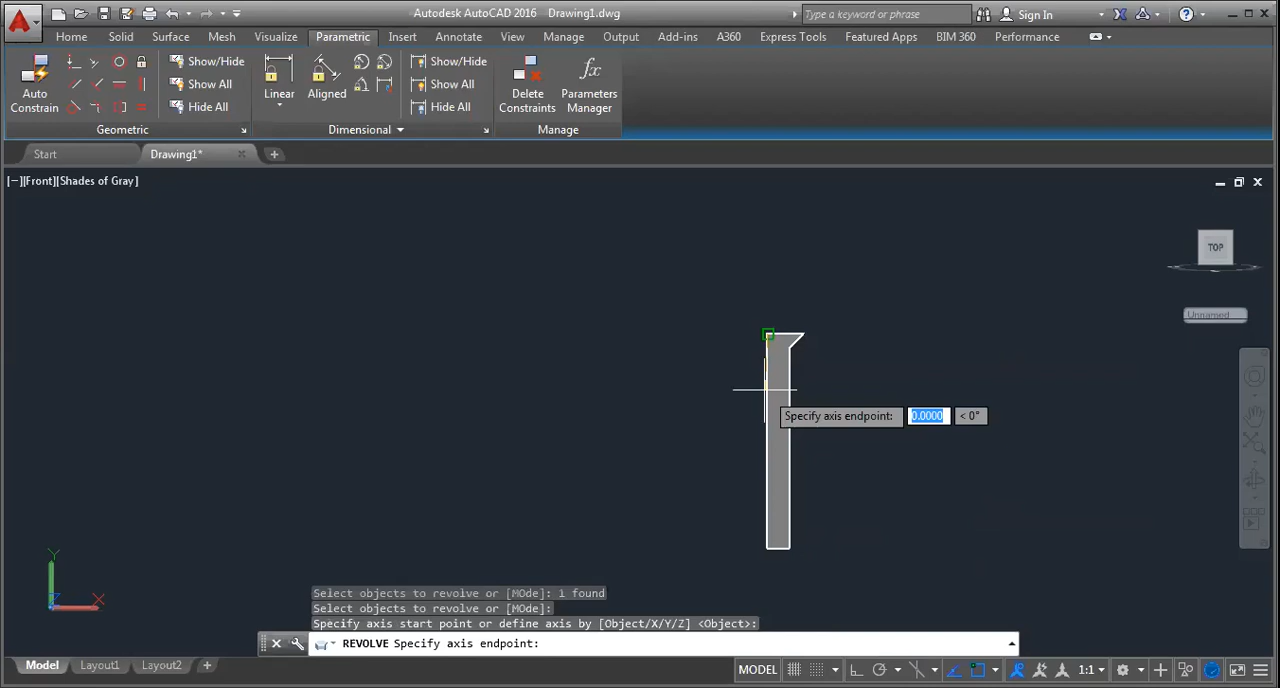 Autodesk AutoCAD 2016 Drawing1.dwg
Type a keyword or phrase
Sign In
Home Solid Surface Mesh Visualize Parametric Insert Annotate View Manage Output Add-ins A360 Express Tools Featured Apps BIM 360 Performance
Auto Constrain
Show/Hide
Show All
Hide All
Linear
Aligned
Show/Hide
Show All
Hide All
Delete Constraints
fx
Parameters Manager
Geometric
Dimensional
Manage
Start
Drawing1*
[−][Front][Shades of Gray]
TOP
Unnamed
Specify axis endpoint: 0.0000 < 0°
Y
X
Z
Select objects to revolve or [MOde]: 1 found
Select objects to revolve or [MOde]:
Specify axis start point or define axis by [Object/X/Y/Z] <Object>:
REVOLVE Specify axis endpoint:
Model Layout1 Layout2 +
MODEL
1:1